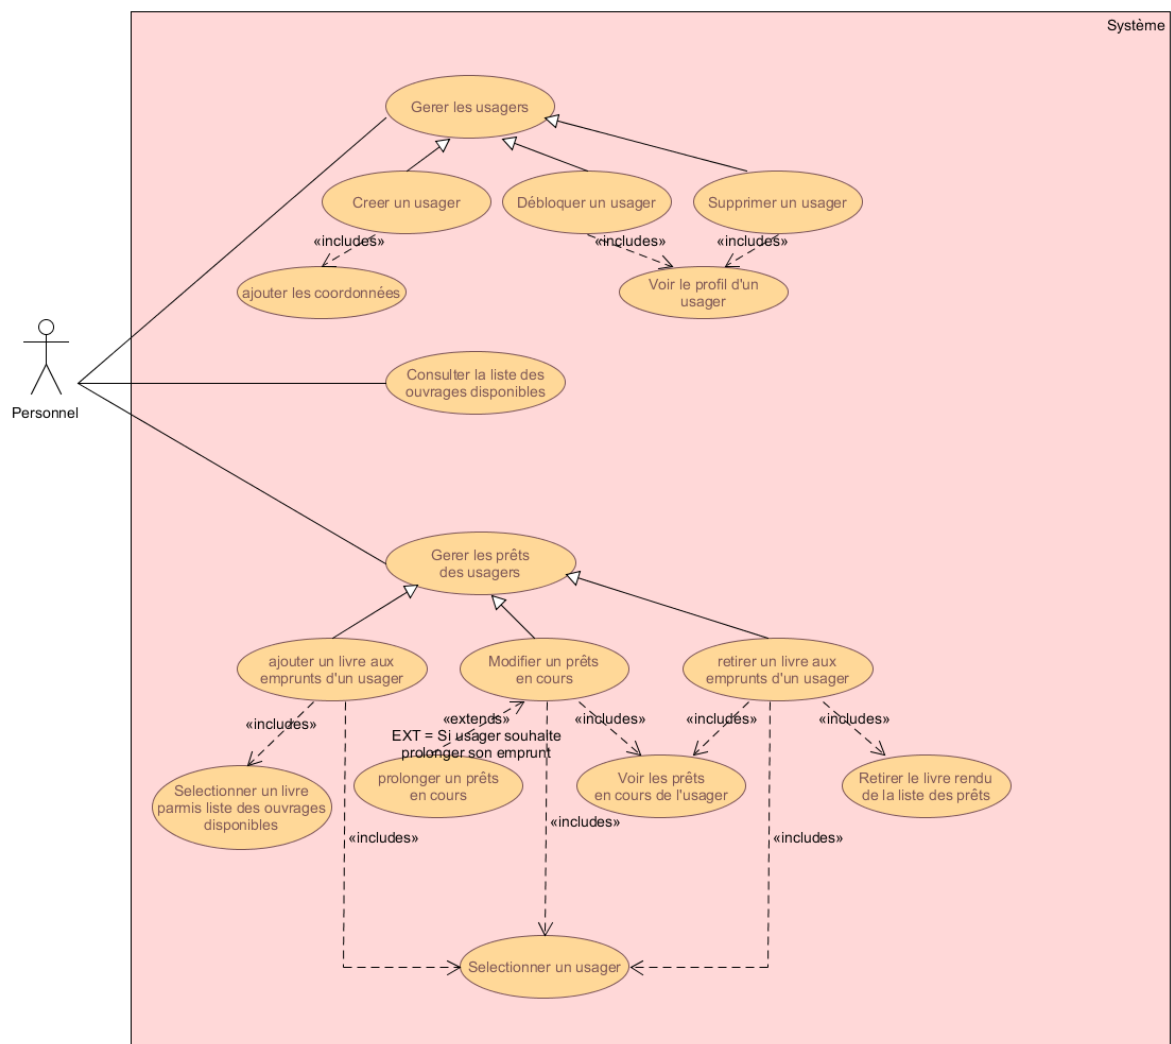 Système
Gerer les usagers
Creer un usager
Débloquer un usager
Supprimer un usager
«includes»
«includes»
«includes»
ajouter les coordonnées
Voir le profil d'un
usager
Personnel
Consulter la liste des
ouvrages disponibles
Gerer les prêts
des usagers
ajouter un livre aux
emprunts d'un usager
Modifier un prêts
en cours
retirer un livre aux
emprunts d'un usager
«includes»
«extends»
EXT = Si usager souhalte
prolonger son emprunt
«includes»
«includes»
«includes»
Selectionner un livre
parmis liste des ouvrages
disponibles
prolonger un prêts
en cours
Voir les prêts
en cours de l'usager
Retirer le livre rendu
de la liste des prêts
«includes»
«includes»
«includes»
Selectionner un usager